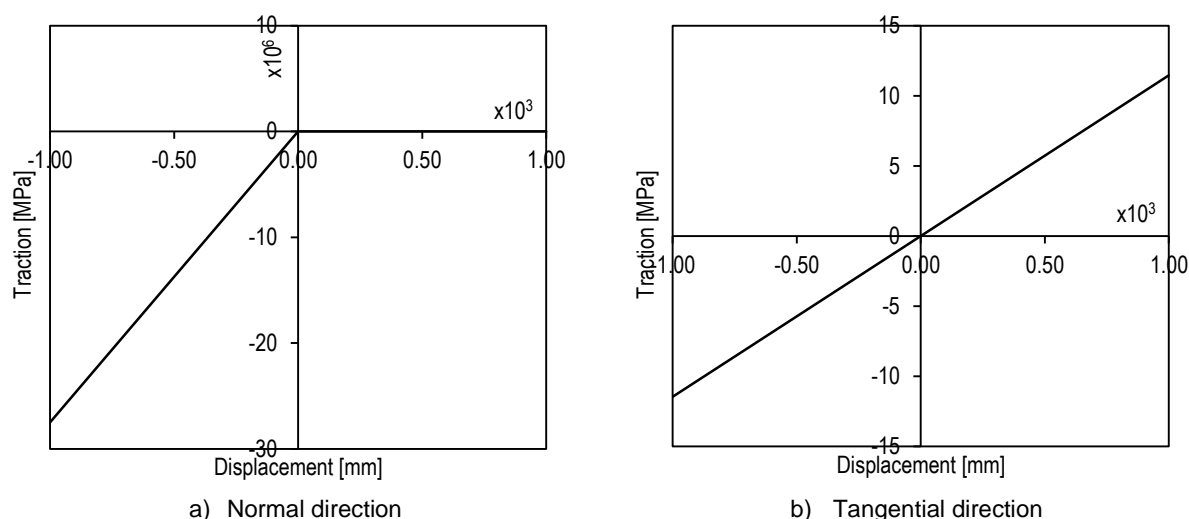 10
x10⁶
x10³
0
-1.00
-0.50
0.00
0.50
1.00
-10
-20
-30
Traction [MPa]
Displacement [mm]
a) Normal direction
15
10
5
x10³
0
-1.00
-0.50
0.00
0.50
1.00
-5
-10
-15
Traction [MPa]
Displacement [mm]
b) Tangential direction